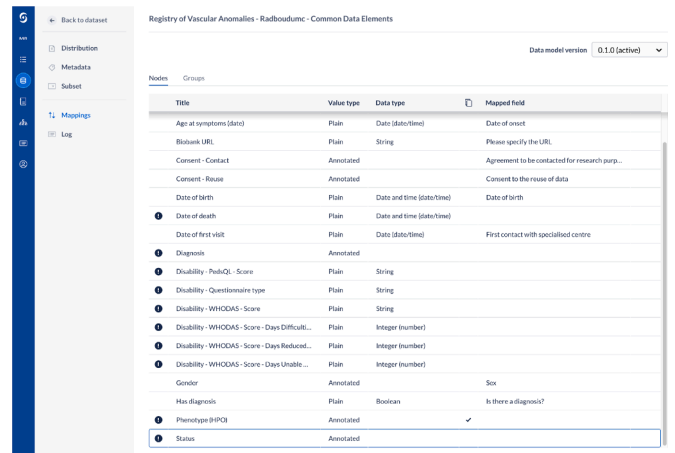 Back to dataset
Registry of Vascular Anomalies - Radboudumc - Common Data Elements
Distribution
Metadata
Subset
Mappings
Log
Data model version 0.1.0 (active)
Nodes Groups
Title Value type Data type Mapped field
Age at symptoms (date) Plain Date (date/time) Date of onset
Biobank URL Plain String Please specify the URL
Consent - Contact Annotated Agreement to be contacted for research purp...
Consent - Reuse Annotated Consent to the reuse of data
Date of birth Plain Date and time (date/time) Date of birth
Date of death Plain Date and time (date/time)
Date of first visit Plain Date (date/time) First contact with specialised centre
Diagnosis Annotated
Disability - PedsQL - Score Plain String
Disability - Questionnaire type Plain String
Disability - WHODAS - Score Plain String
Disability - WHODAS - Score - Days Difficulti... Plain Integer (number)
Disability - WHODAS - Score - Days Reduced... Plain Integer (number)
Disability - WHODAS - Score - Days Unable ... Plain Integer (number)
Gender Annotated Sex
Has diagnosis Plain Boolean Is there a diagnosis?
Phenotype (HPO) Annotated
Status Annotated